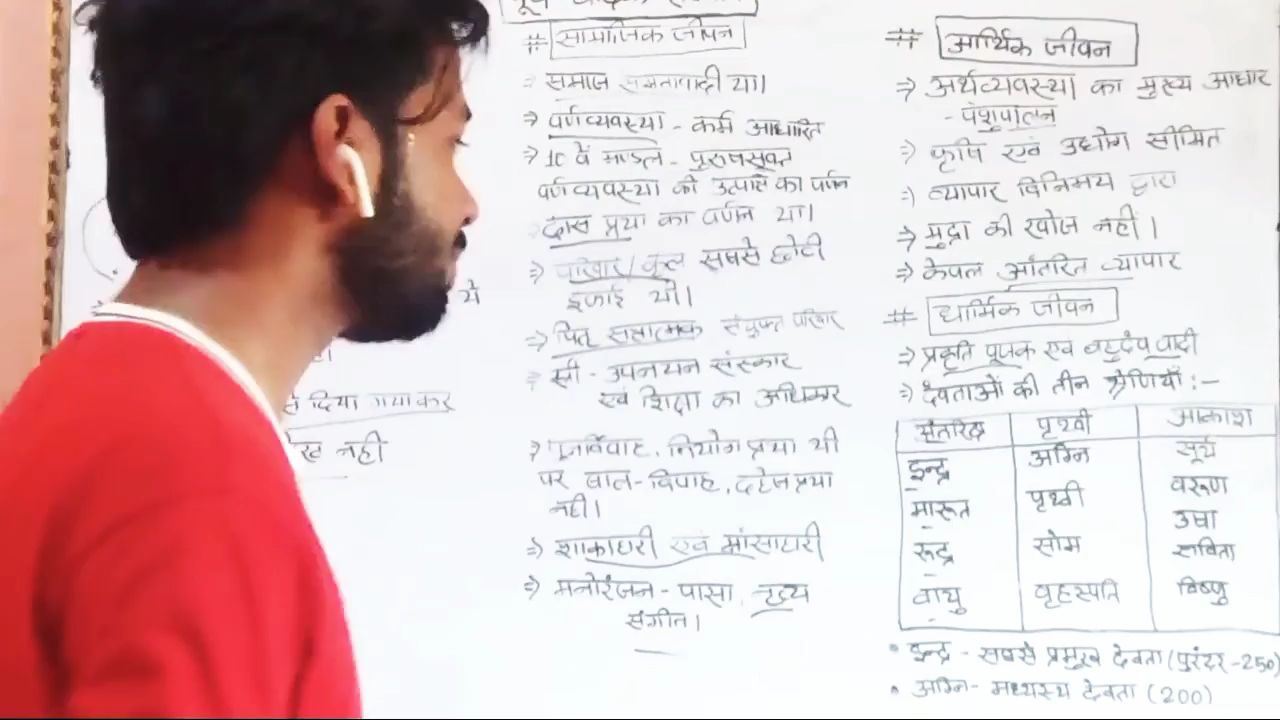 पूर्व वैदिक
# सामाजिक जीवन
⇒ समाज समतावादी था।
⇒ वर्णव्यवस्था - कर्म आधारित
⇒ 10 वें मण्डल - पुरुषसूक्त
वर्णव्यवस्था की उत्पत्ति का वर्णन
दास प्रथा का वर्णन था।
⇒ परिवार/कुल सबसे छोटी
इकाई थी।
⇒ पितृ सत्तात्मक संयुक्त परिवार
⇒ स्त्री - उपनयन संस्कार
एवं शिक्षा का अधिकार
⇒ पुनर्विवाह, नियोग प्रथा थी
पर बाल-विवाह, दहेज प्रथा
नहीं।
⇒ शाकाहारी एवं मांसाहारी
⇒ मनोरंजन - पासा, नृत्य
संगीत।
थे
से दिया गया कर
नहीं
# आर्थिक जीवन
⇒ अर्थव्यवस्था का मुख्य आधार
- पशुपालन
⇒ कृषि एवं उद्योग सीमित
⇒ व्यापार विनिमय द्वारा
⇒ मुद्रा की खोज नहीं।
⇒ केवल आंतरित व्यापार
# धार्मिक जीवन
⇒ प्रकृति पूजक एवं बहुदेव वादी
⇒ देवताओं की तीन श्रेणियाँ :-
अंतरिक्ष पृथ्वी आकाश
इन्द्र अग्नि सूर्य
मारूत पृथ्वी वरूण
रूद्र सोम उषा
वायु वृहस्पति सविता
विष्णु
• इन्द्र - सबसे प्रमुख देवता (पुरंदर -250)
• अग्नि - मध्यस्थ देवता (200)